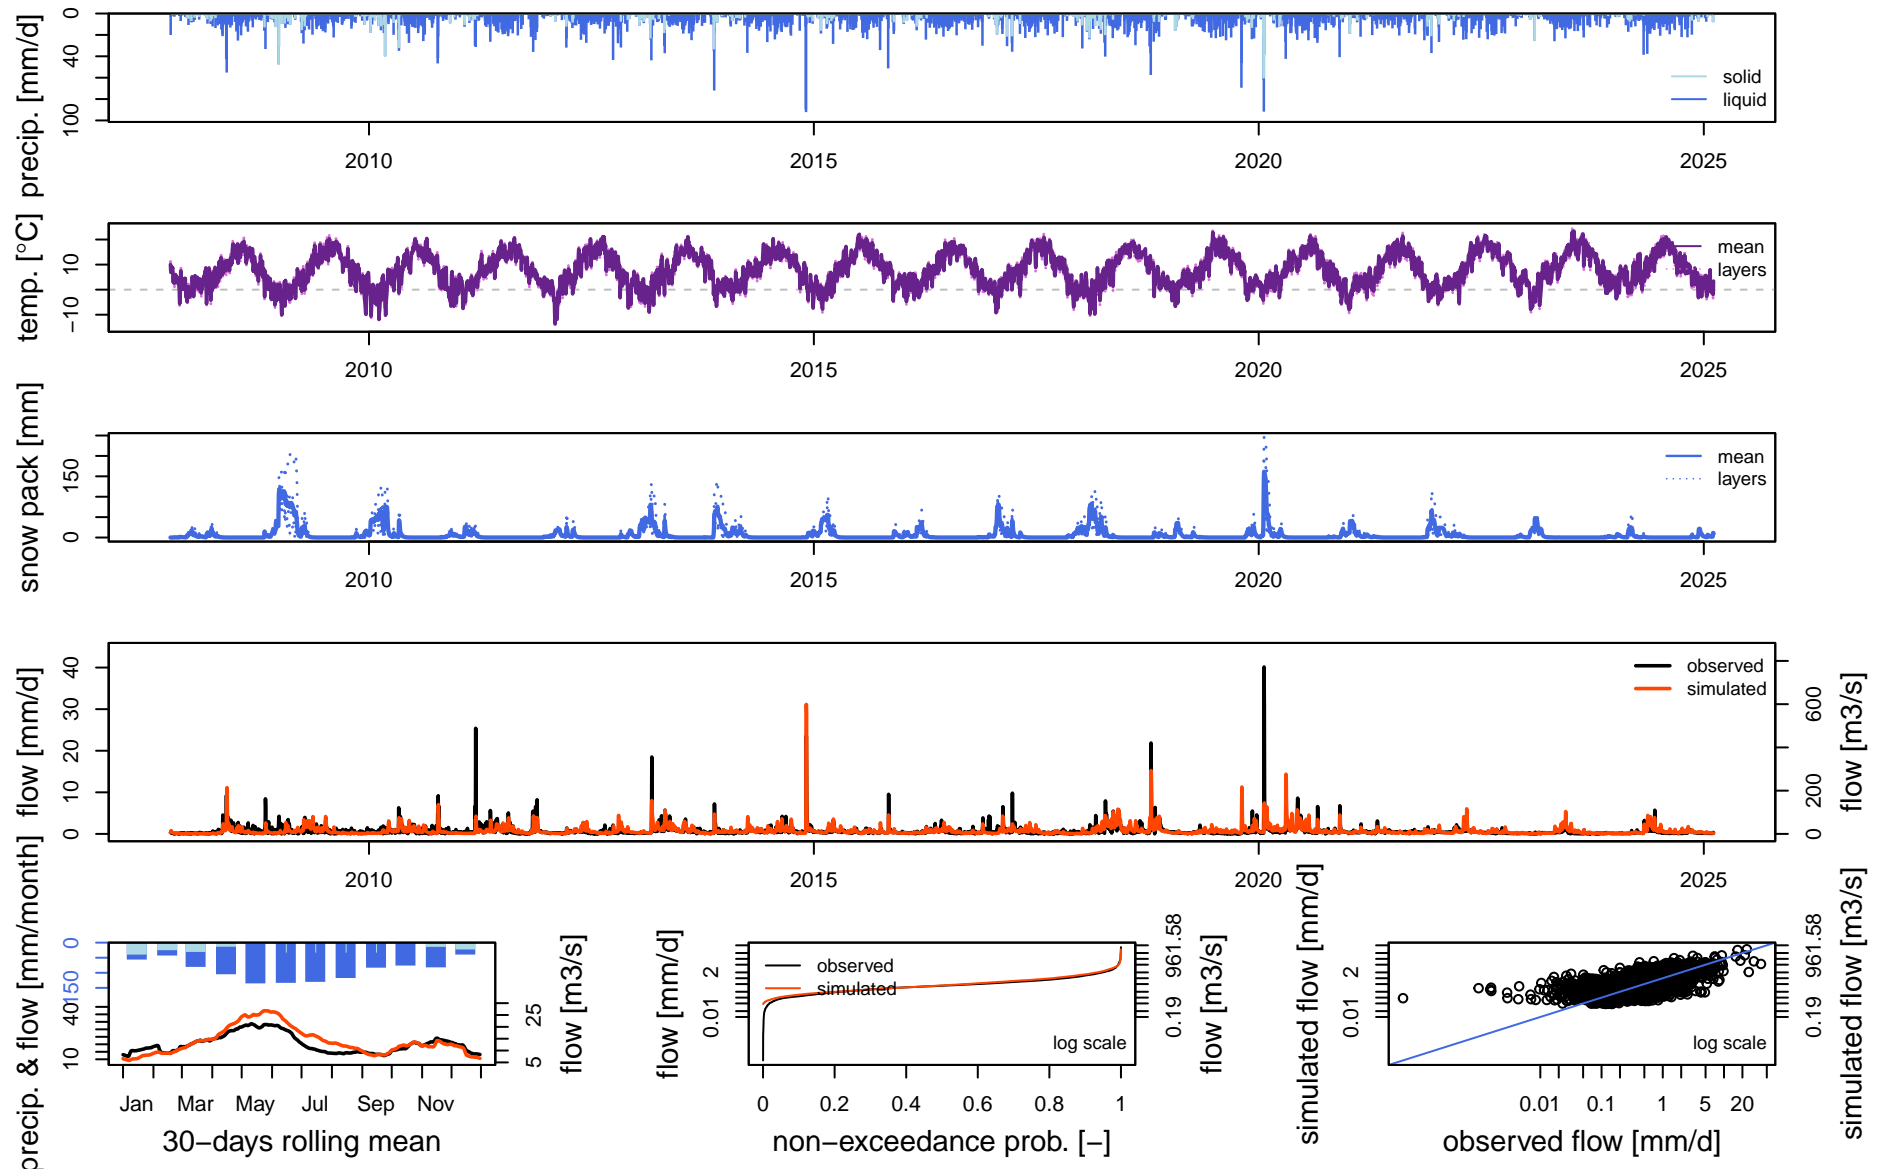 precip. [mm/d]
0
40
100
solid
liquid
2010 2015 2020 2025
temp. [°C]
10
−10
mean
layers
2010 2015 2020 2025
snow pack [mm]
150
0
mean
layers
2010 2015 2020 2025
flow [mm/d]
40
30
20
10
0
observed
simulated
600
200
0
flow [m3/s]
2010 2015 2020 2025
precip. & flow [mm/month]
0
150
40
10
25
5
flow [m3/s]
Jan Mar May Jul Sep Nov
30−days rolling mean
flow [mm/d]
2
0.01
observed
simulated
log scale
961.58
0.19
flow [m3/s]
0 0.2 0.4 0.6 0.8 1
non−exceedance prob. [−]
simulated flow [mm/d]
2
0.01
log scale
961.58
0.19
simulated flow [m3/s]
0.01 0.1 1 5 20
observed flow [mm/d]